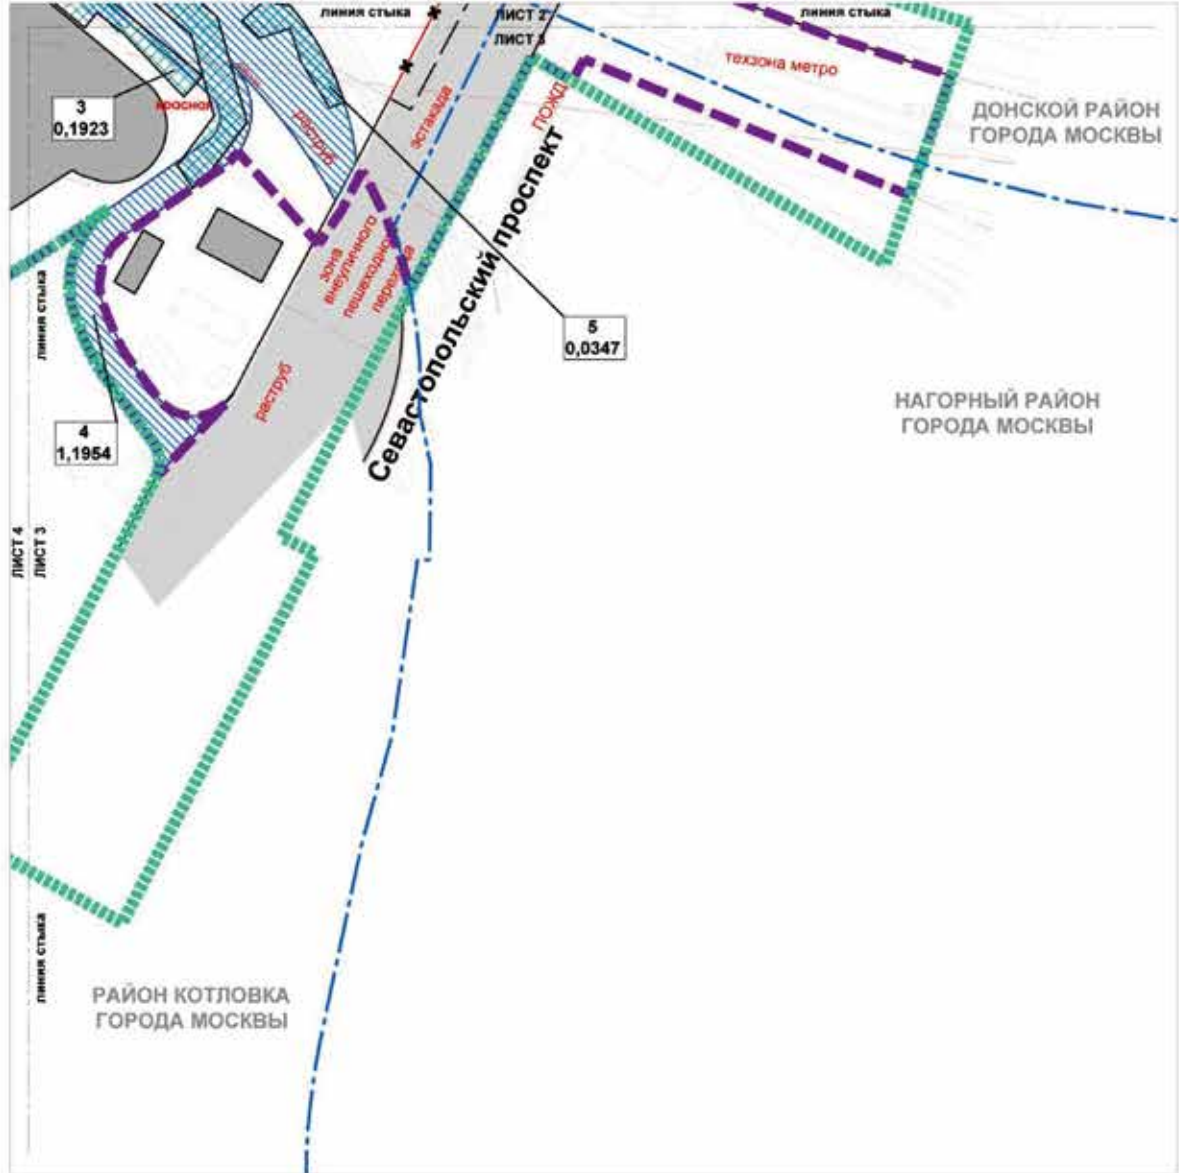 линия стыка
ЛИСТ 2
линия стыка
ЛИСТ 3
техзона метро
3
0,1923
раструб
эстакада
ПОЖД
ДОНСКОЙ РАЙОН
ГОРОДА МОСКВЫ
зона
внеуличного
пешеходного
перехода
Севастопольский проспект
линия стыка
5
0,0347
раструб
4
1,1954
НАГОРНЫЙ РАЙОН
ГОРОДА МОСКВЫ
ЛИСТ 4
ЛИСТ 3
линия стыка
РАЙОН КОТЛОВКА
ГОРОДА МОСКВЫ